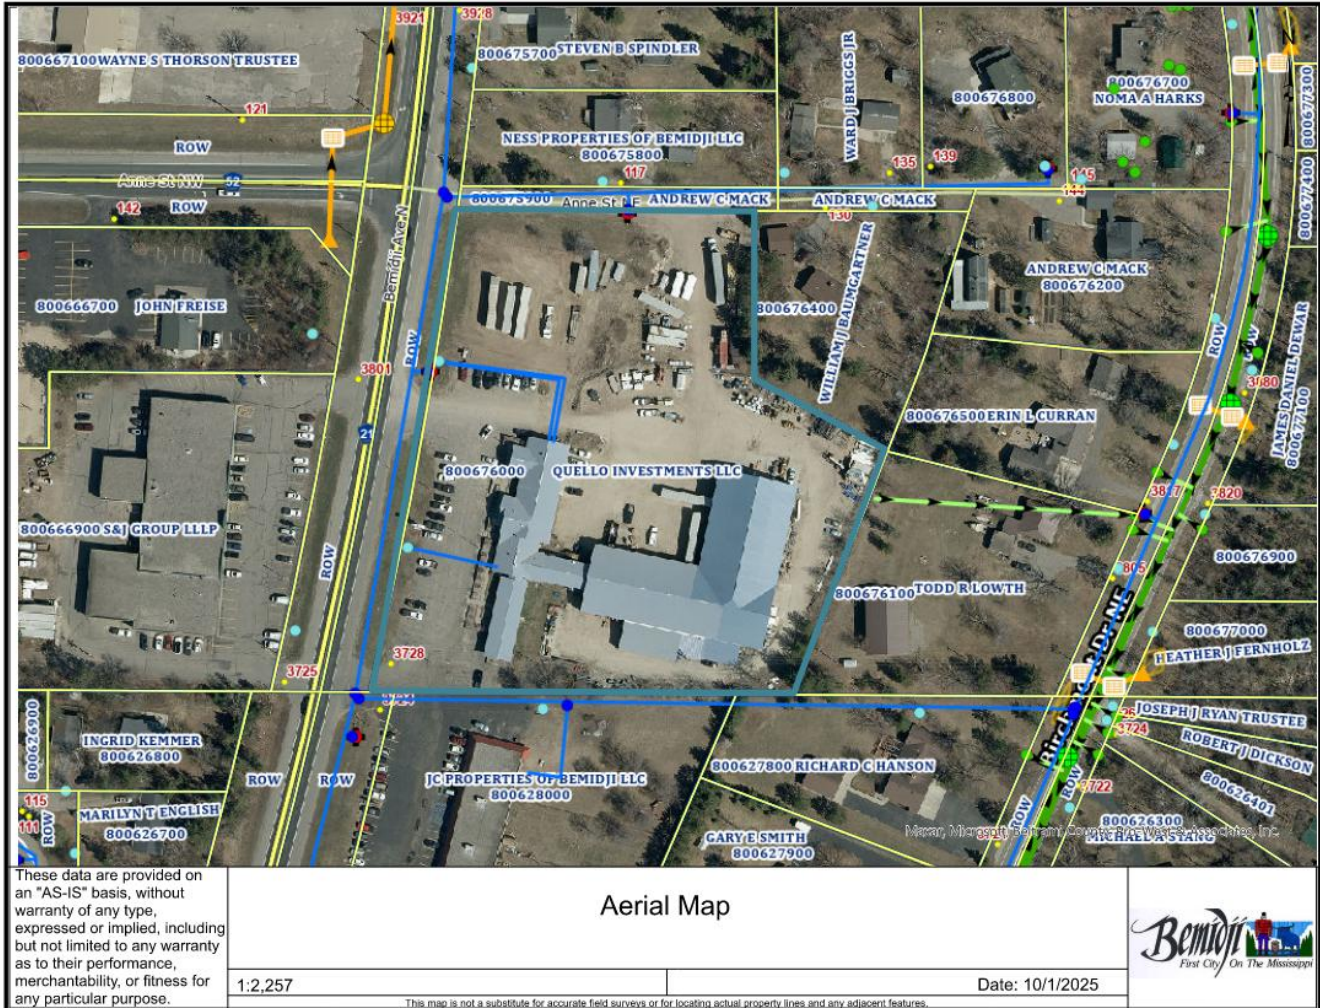 3921
3928
800675700 STEVEN B SPINDLER
800667100 WAYNE S THORSON TRUSTEE
WARD J BRIGGS JR
800676700
NOMA A HARKS
800676800
800677300
121
ROW
NESS PROPERTIES OF BEMIDJI LLC
800675800
135
139
145
117
Anne St NW
52
144
142
ROW
800675900
Anne St NE
ANDREW C MACK
ANDREW C MACK
130
800677400
Bemidji Ave N
800666700
JOHN FREISE
ROW
800676400
WILLIAM J BAUMGARTNER
ANDREW C MACK
800676200
ROW
JAMES DANIEL DEWAR
800677100
3801
3080
21
800676500 ERIN L CURRAN
800676000
QUELLO INVESTMENTS LLC
3820
800666900 S&J GROUP LLLP
ROW
800676900
800676100 TODD R LOWTH
800677000
HEATHER J FERNHOLZ
3725
3728
800626900
INGRID KEMMER
800626800
JOSEPH J RYAN TRUSTEE
3724
ROBERT J DICKSON
800626401
ROW
ROW
JC PROPERTIES OF BEMIDJI LLC
800628000
800627800 RICHARD C HANSON
ROW
3722
115
111
ROW
MARILYN T ENGLISH
800626700
GARY E SMITH
800627900
ROW
800626300
MICHAEL A STANG
Maxar, Microsoft, Beltrami County, Pro-West & Associates, Inc.
These data are provided on
an "AS-IS" basis, without
warranty of any type,
expressed or implied, including
but not limited to any warranty
as to their performance,
merchantability, or fitness for
any particular purpose.
Aerial Map
1:2,257
Date: 10/1/2025
This map is not a substitute for accurate field surveys or for locating actual property lines and any adjacent features.
Bemidji
First City On The Mississippi